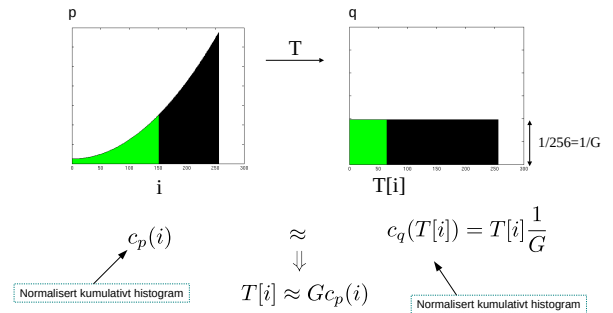 p
q
T
1/256=1/G
0 50 100 150 200 250 300
0 50 100 150 200 250 300
i
T[i]
c_p(i)
≈
c_q(T[i]) = T[i] 1/G
⇓
Normalisert kumulativt histogram
T[i] ≈ Gc_p(i)
Normalisert kumulativt histogram